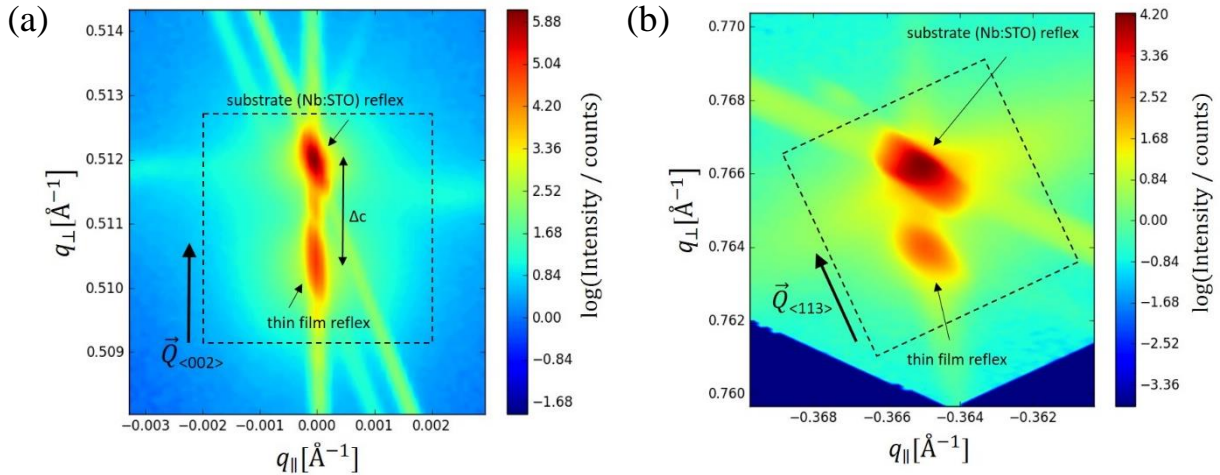 (a)
0.514
0.513
0.512
0.511
0.510
0.509
q⊥[Å⁻¹]
substrate (Nb:STO) reflex
Δc
thin film reflex
Q⃗<002>
−0.003 −0.002 −0.001 0.000 0.001 0.002
q∥[Å⁻¹]
5.88
5.04
4.20
3.36
2.52
1.68
0.84
0.00
−0.84
−1.68
log(Intensity / counts)
(b)
0.770
0.768
0.766
0.764
0.762
0.760
q⊥[Å⁻¹]
substrate (Nb:STO) reflex
Q⃗<113>
thin film reflex
−0.368 −0.366 −0.364 −0.362
q∥[Å⁻¹]
4.20
3.36
2.52
1.68
0.84
0.00
−0.84
−1.68
−2.52
−3.36
log(Intensity / counts)